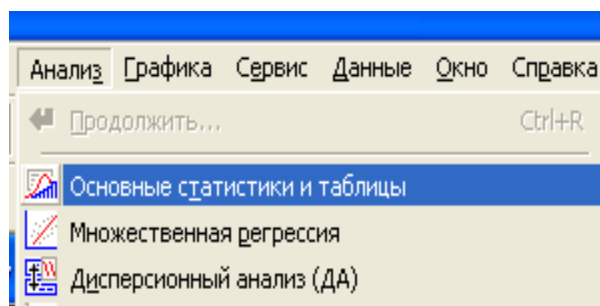 Анализ Графика Сервис Данные Окно Справка
Продолжить... Ctrl+R
Основные статистики и таблицы
Множественная регрессия
Дисперсионный анализ (ДА)